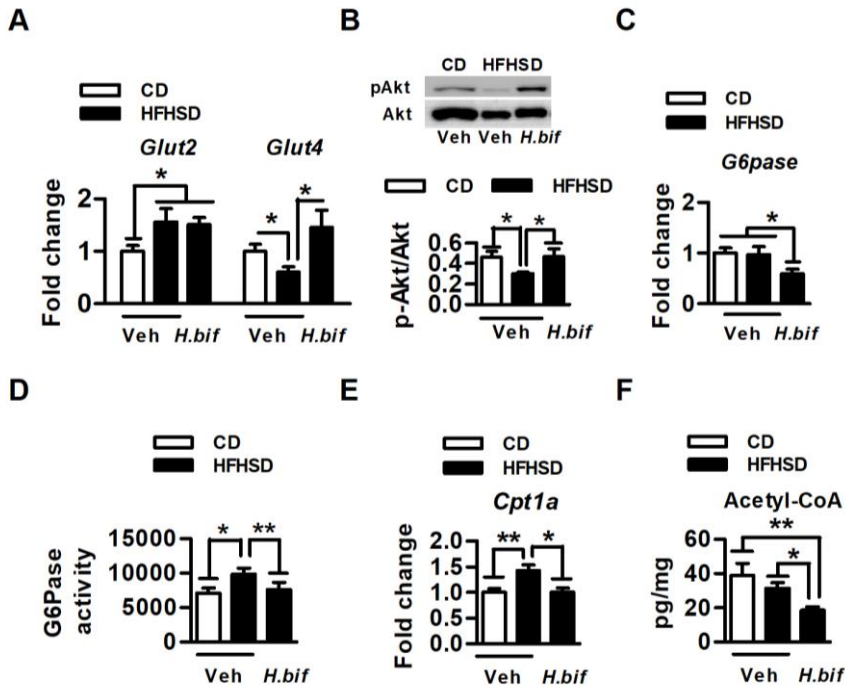 A
CD
HFHSD
Glut2 Glut4
* * *
Fold change
2
1
0
Veh H.bif Veh H.bif
B
CD HFHSD
pAkt
Akt
Veh Veh H.bif
CD HFHSD
* *
p-Akt/Akt
0.6
0.4
0.2
0.0
Veh H.bif
C
CD
HFHSD
G6pase
*
Fold change
2
1
0
Veh H.bif
D
CD
HFHSD
* **
G6Pase
activity
15000
10000
5000
0
Veh H.bif
E
CD
HFHSD
Cpt1a
** *
Fold change
2.0
1.5
1.0
0.5
0.0
Veh H.bif
F
CD
HFHSD
Acetyl-CoA
**
*
pg/mg
60
40
20
0
Veh H.bif